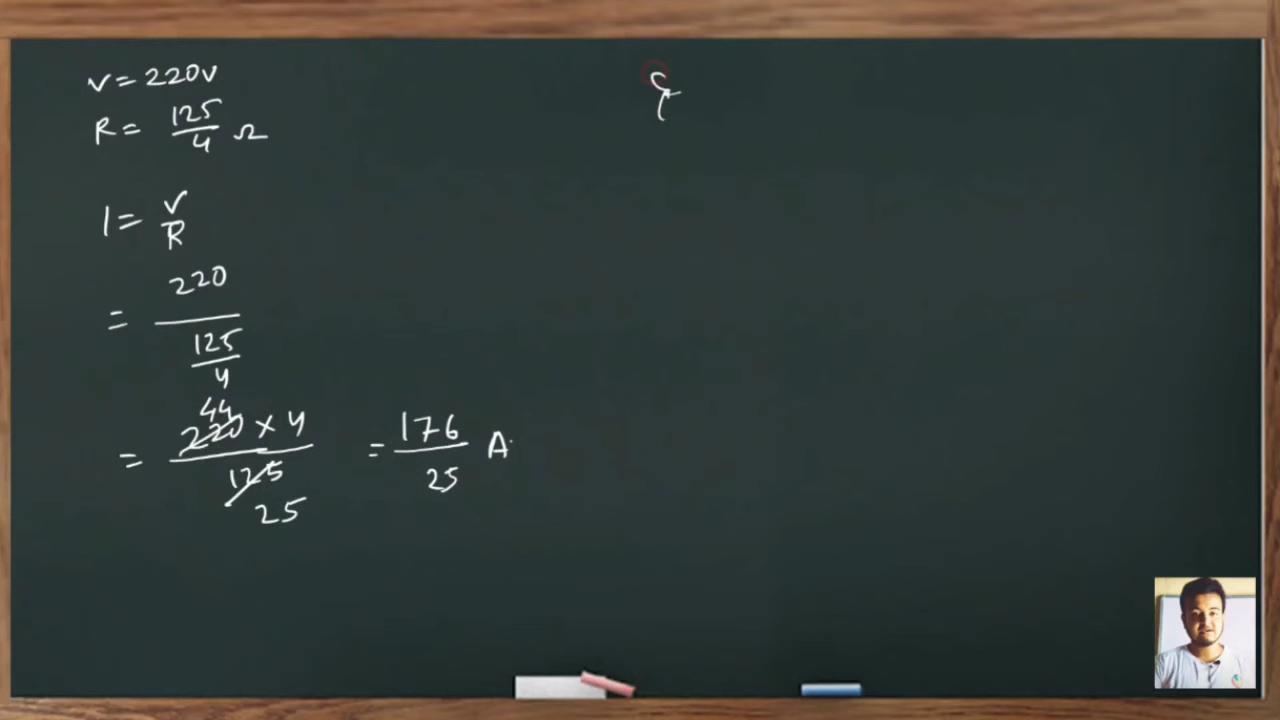 V = 220V
R = 125/4 Ω
I = V/R
= 220 / (125/4)
= 44 220 × 4 / 125 25 = 176/25 A